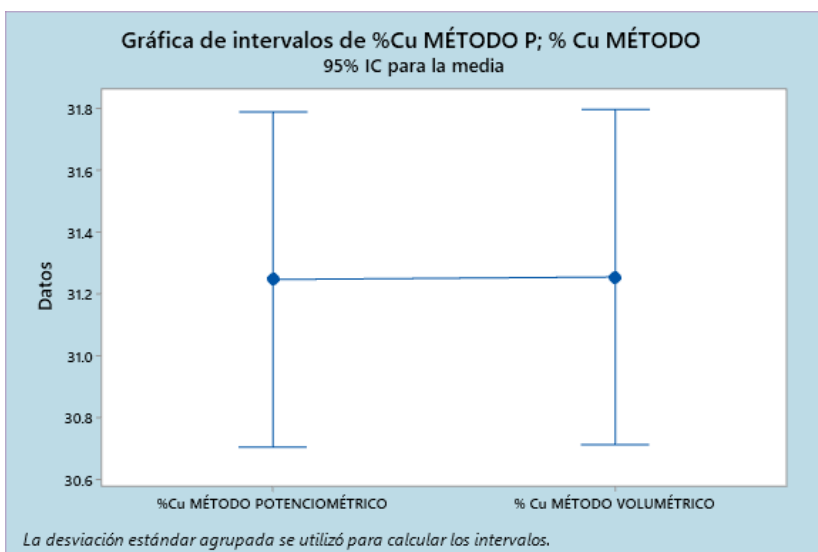 Gráfica de intervalos de %Cu MÉTODO P; % Cu MÉTODO
95% IC para la media
31.8
31.6
31.4
31.2
31.0
30.8
30.6
Datos
%Cu MÉTODO POTENCIOMÉTRICO
% Cu MÉTODO VOLUMÉTRICO
La desviación estándar agrupada se utilizó para calcular los intervalos.